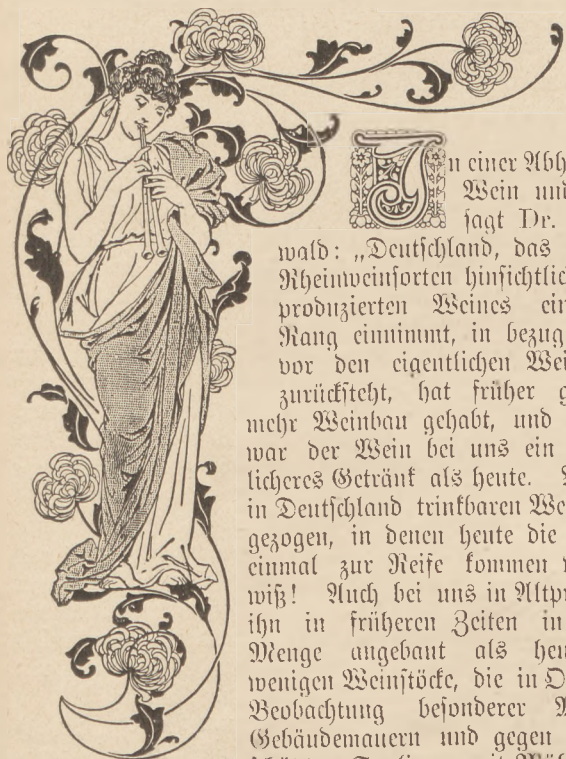 In einer Abh
Wein und
sagt Dr.
wald: „Deutschland, das
Rheinweinsorten hinsichtlic
produzierten Weines ein
Rang einnimmt, in bezug
vor den eigentlichen Wei
zurücksteht, hat früher g
mehr Weinbau gehabt, und
war der Wein bei uns ein
licheres Getränk als heute.
in Deutschland trinkbaren We
gezogen, in denen heute die
einmal zur Reife kommen w
wiß! Auch bei uns in Altpr
ihn in früheren Zeiten in
Menge angebaut als heu
wenigen Weinstöcke, die in O
Beobachtung besonderer M
Gebäudemauern und gegen